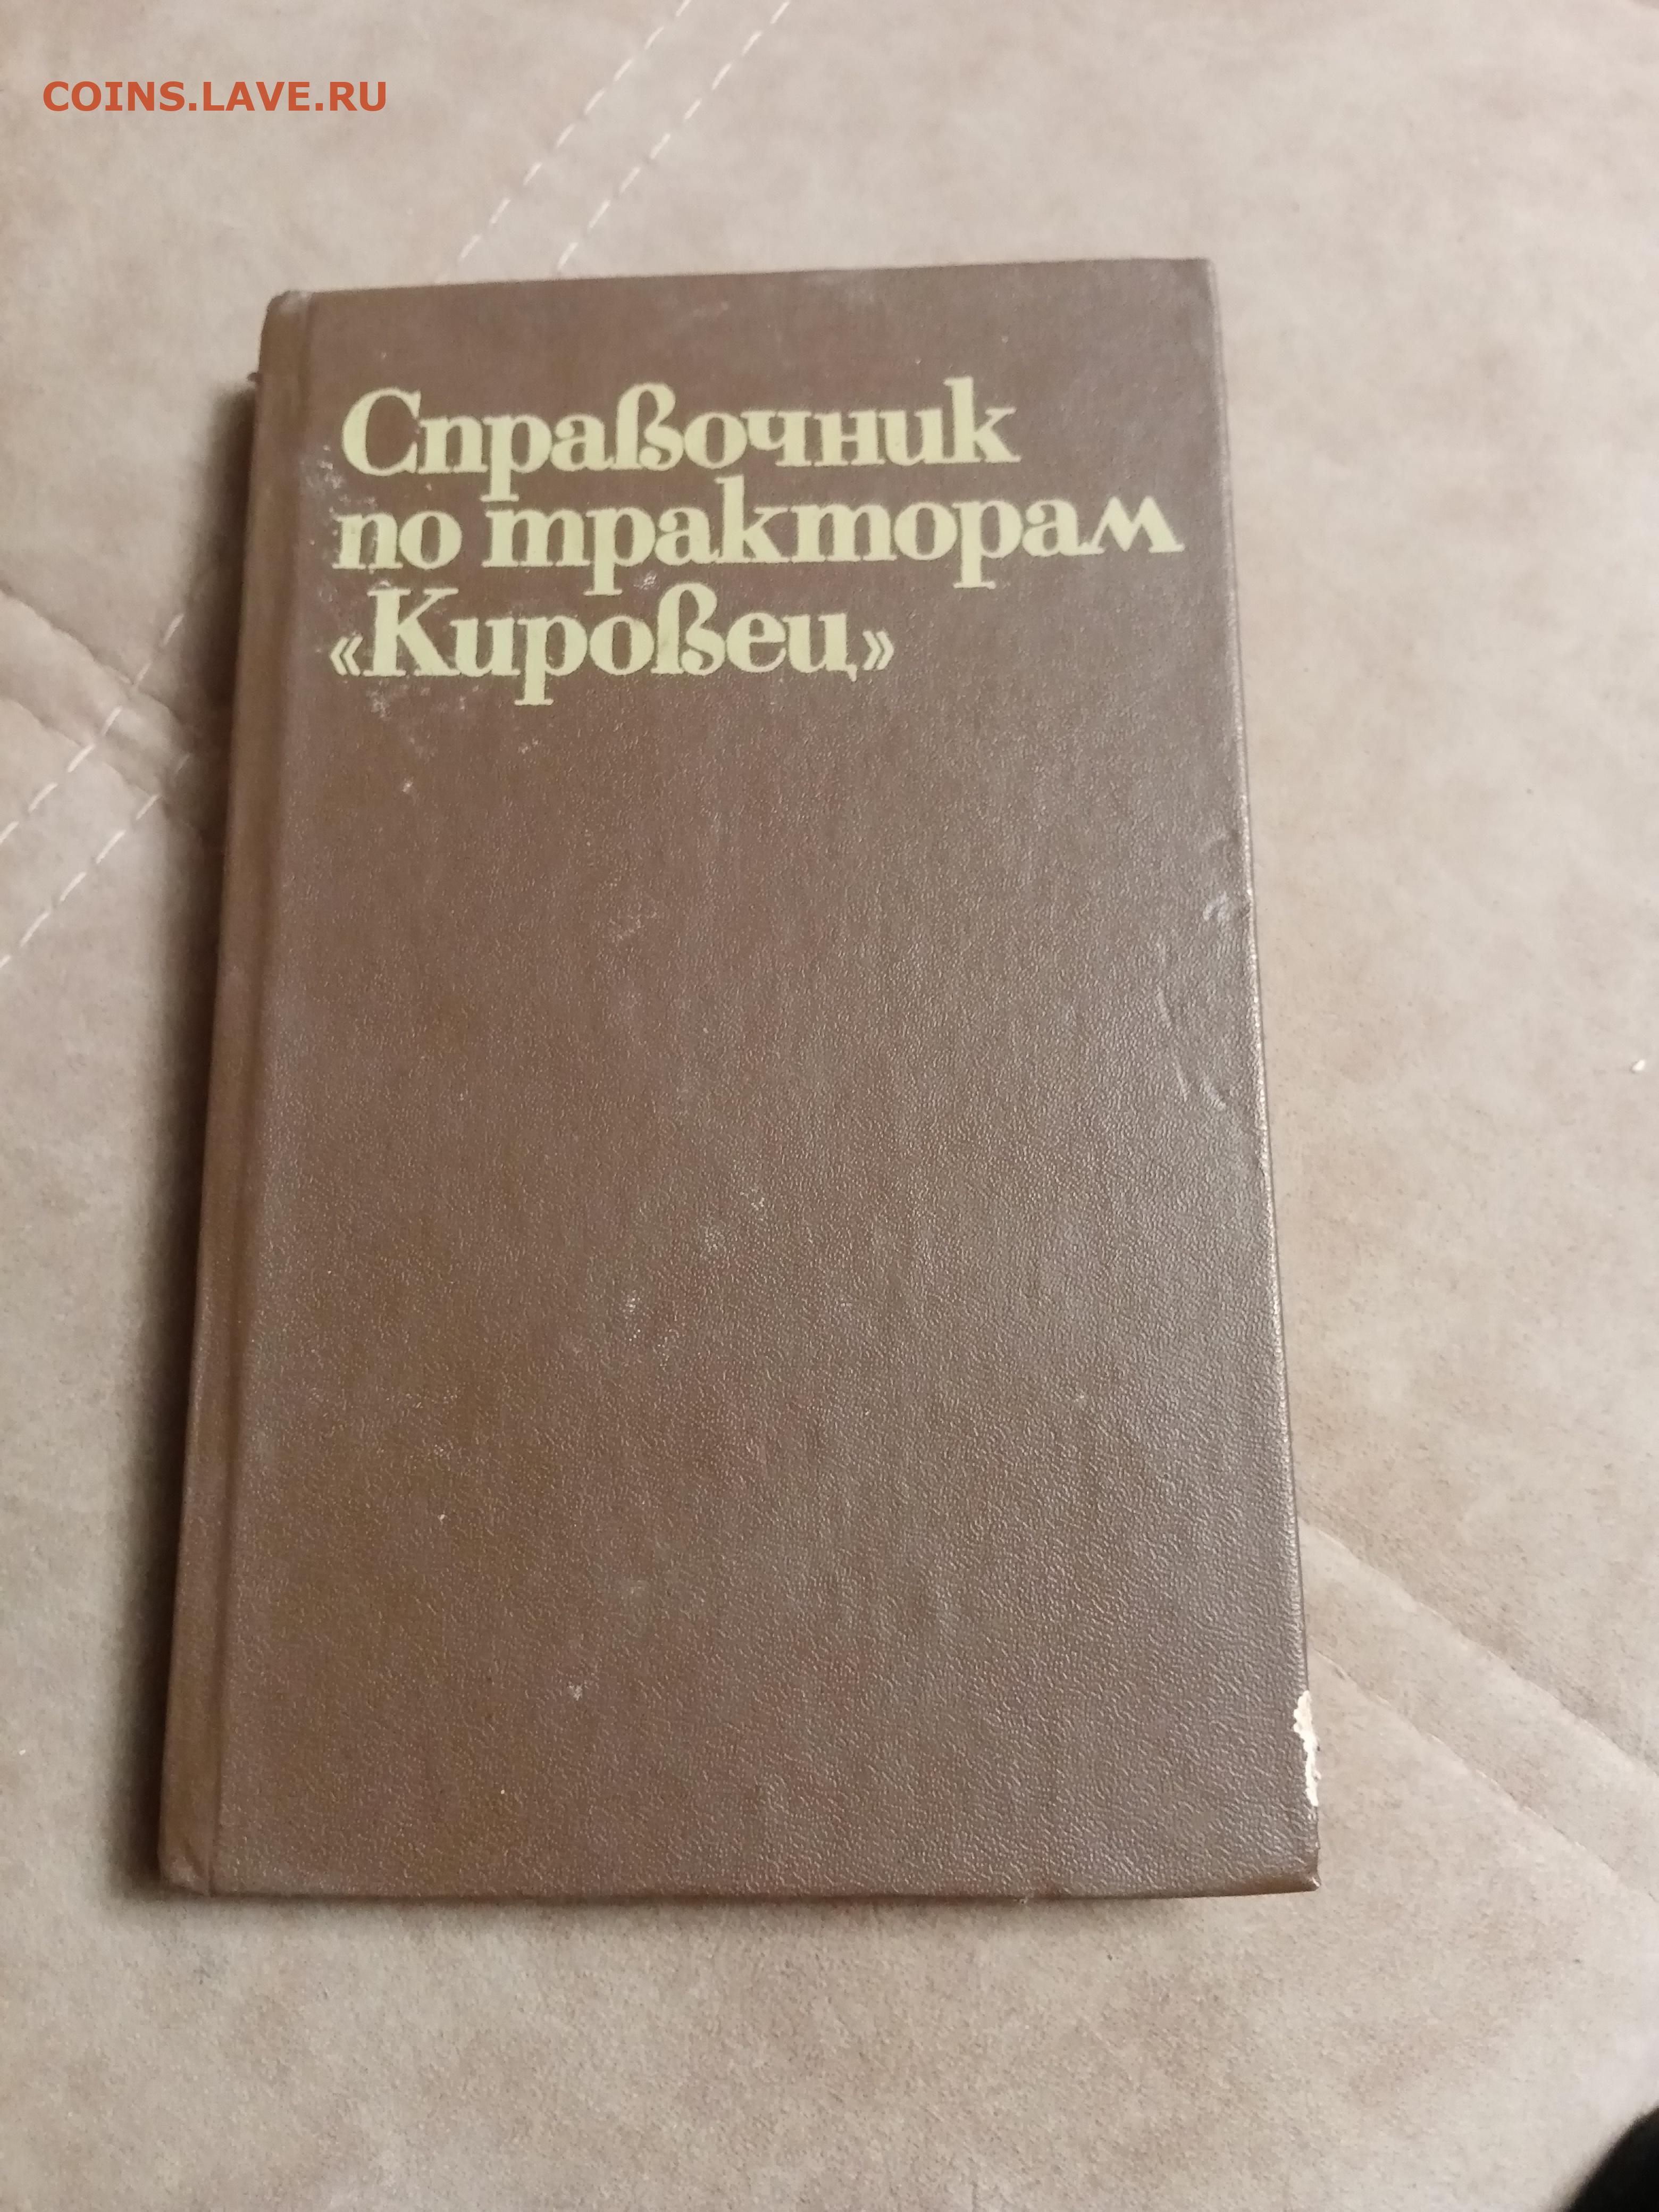 COINS.LAVE.RU
Справочник
по тракторам
«Кировец»